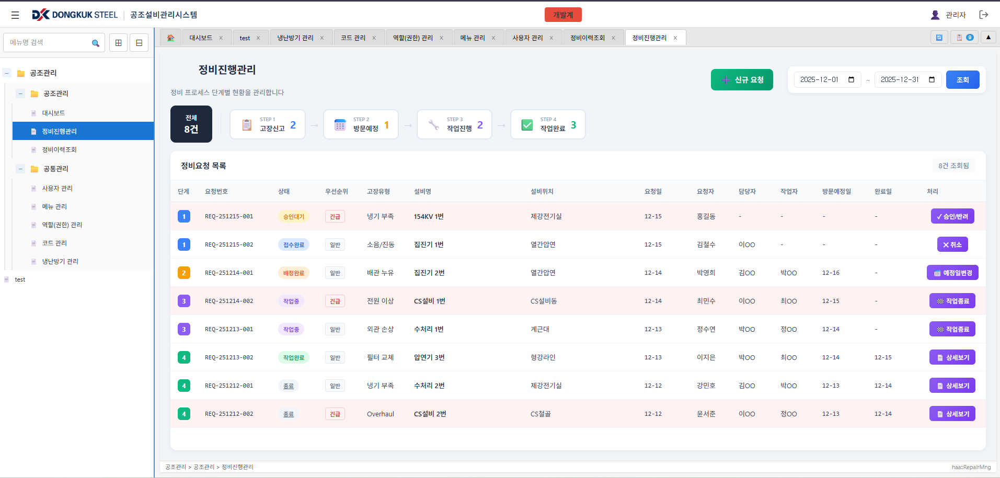 DK DONGKUK STEEL | 공조설비관리시스템
개발계
관리자
메뉴명 검색
대시보드 ×
test ×
냉난방기 관리 ×
코드 관리 ×
역할(권한) 관리 ×
메뉴 관리 ×
사용자 관리 ×
정비이력조회 ×
정비진행관리 ×
9
▲
공조관리
공조관리
대시보드
정비진행관리
정비이력조회
공통관리
사용자 관리
메뉴 관리
역할(권한) 관리
코드 관리
냉난방기 관리
test
정비진행관리
정비 프로세스 단계별 현황을 관리합니다
신규 요청
2025-12-01 ~ 2025-12-31 조회
전체
8건
STEP 1
고장신고 2
→
STEP 2
방문예정 1
→
STEP 3
작업진행 2
→
STEP 4
작업완료 3
정비요청 목록
8건 조회됨
단계 요청번호 상태 우선순위 고장유형 설비명 설비위치 요청일 요청자 담당자 작업자 방문예정일 완료일 처리
1 REQ-251215-001 승인대기 긴급 냉기 부족 154KV 1번 제강전기실 12-15 홍길동 - - - - ✓ 승인/반려
1 REQ-251215-002 접수완료 일반 소음/진동 집진기 1번 열간압연 12-15 김철수 이OO - - - ✕ 취소
2 REQ-251214-001 배정완료 일반 배관 누유 집진기 2번 열간압연 12-14 박영희 김OO 박OO 12-16 - 예정일변경
3 REQ-251214-002 작업중 긴급 전원 이상 CS설비 1번 CS설비동 12-14 최민수 이OO 최OO 12-15 - 작업종료
3 REQ-251213-001 작업중 일반 외관 손상 수처리 1번 계근대 12-13 정수연 박OO 정OO 12-14 - 작업종료
4 REQ-251213-002 작업완료 일반 필터 교체 압연기 3번 형강라인 12-13 이지은 박OO 최OO 12-14 12-15 상세보기
4 REQ-251212-001 종료 일반 냉기 부족 수처리 2번 제강전기실 12-12 강민호 김OO 박OO 12-13 12-14 상세보기
4 REQ-251212-002 종료 긴급 Overhaul CS설비 2번 CS철골 12-12 윤서준 이OO 정OO 12-13 12-14 상세보기
공조관리 > 공조관리 > 정비진행관리
haa::RepairMng